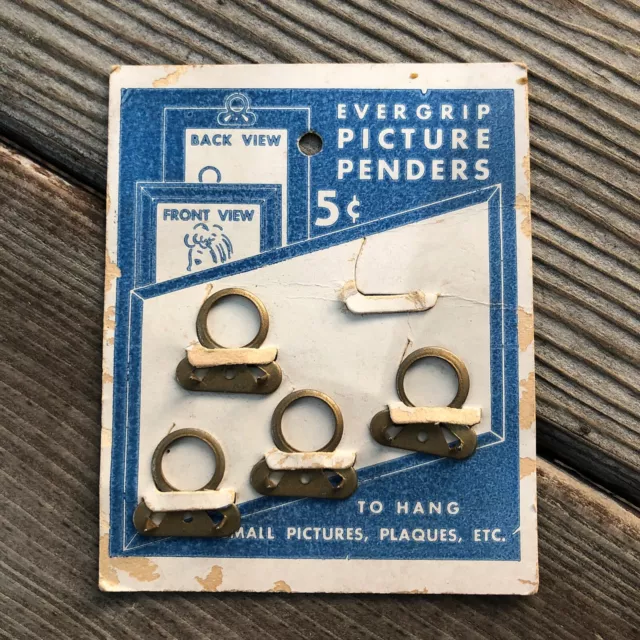 EVERGRIP
PICTURE
PENDERS
5¢
BACK VIEW
FRONT VIEW
TO HANG
MALL PICTURES, PLAQUES, ETC.